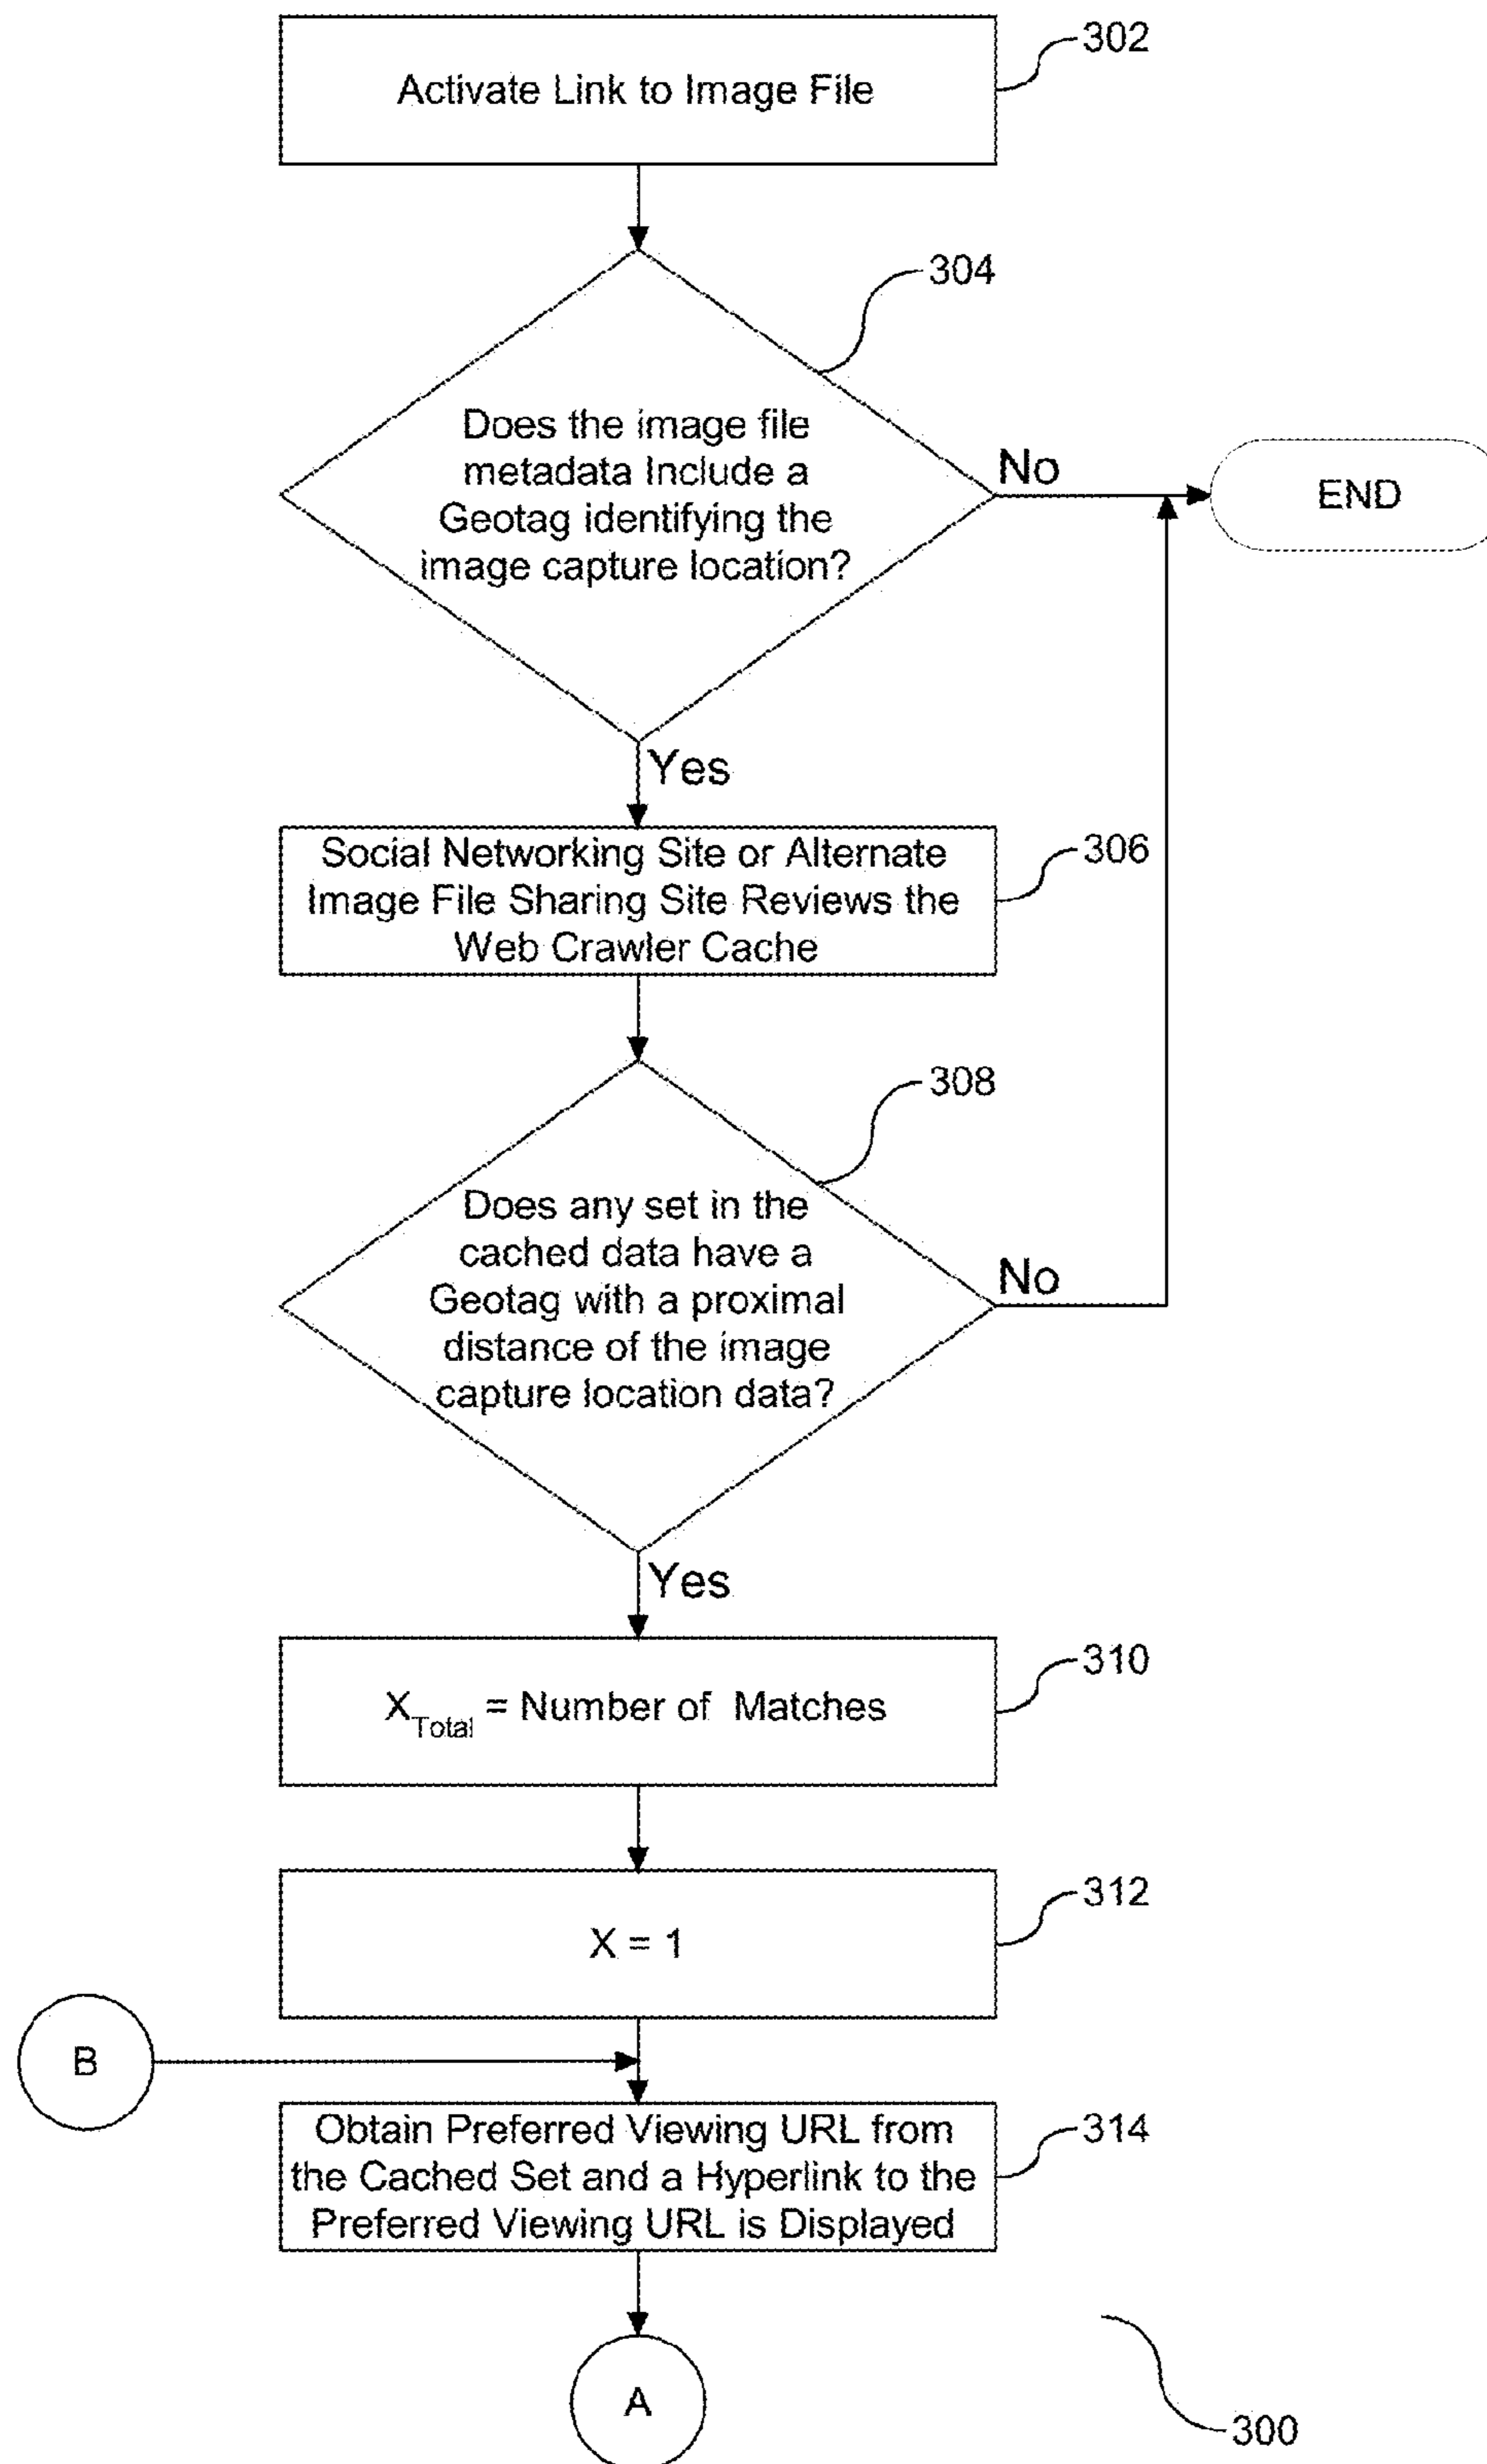 302
Activate Link to Image File
304
Does the image file
metadata Include a
Geotag identifying the
image capture location?
No
END
Yes
Social Networking Site or Alternate
Image File Sharing Site Reviews the
Web Crawler Cache
306
308
Does any set in the
cached data have a
Geotag with a proximal
distance of the image
capture location data?
No
Yes
310
XTotal = Number of Matches
312
X = 1
B
Obtain Preferred Viewing URL from
the Cached Set and a Hyperlink to the
Preferred Viewing URL is Displayed
314
A
300